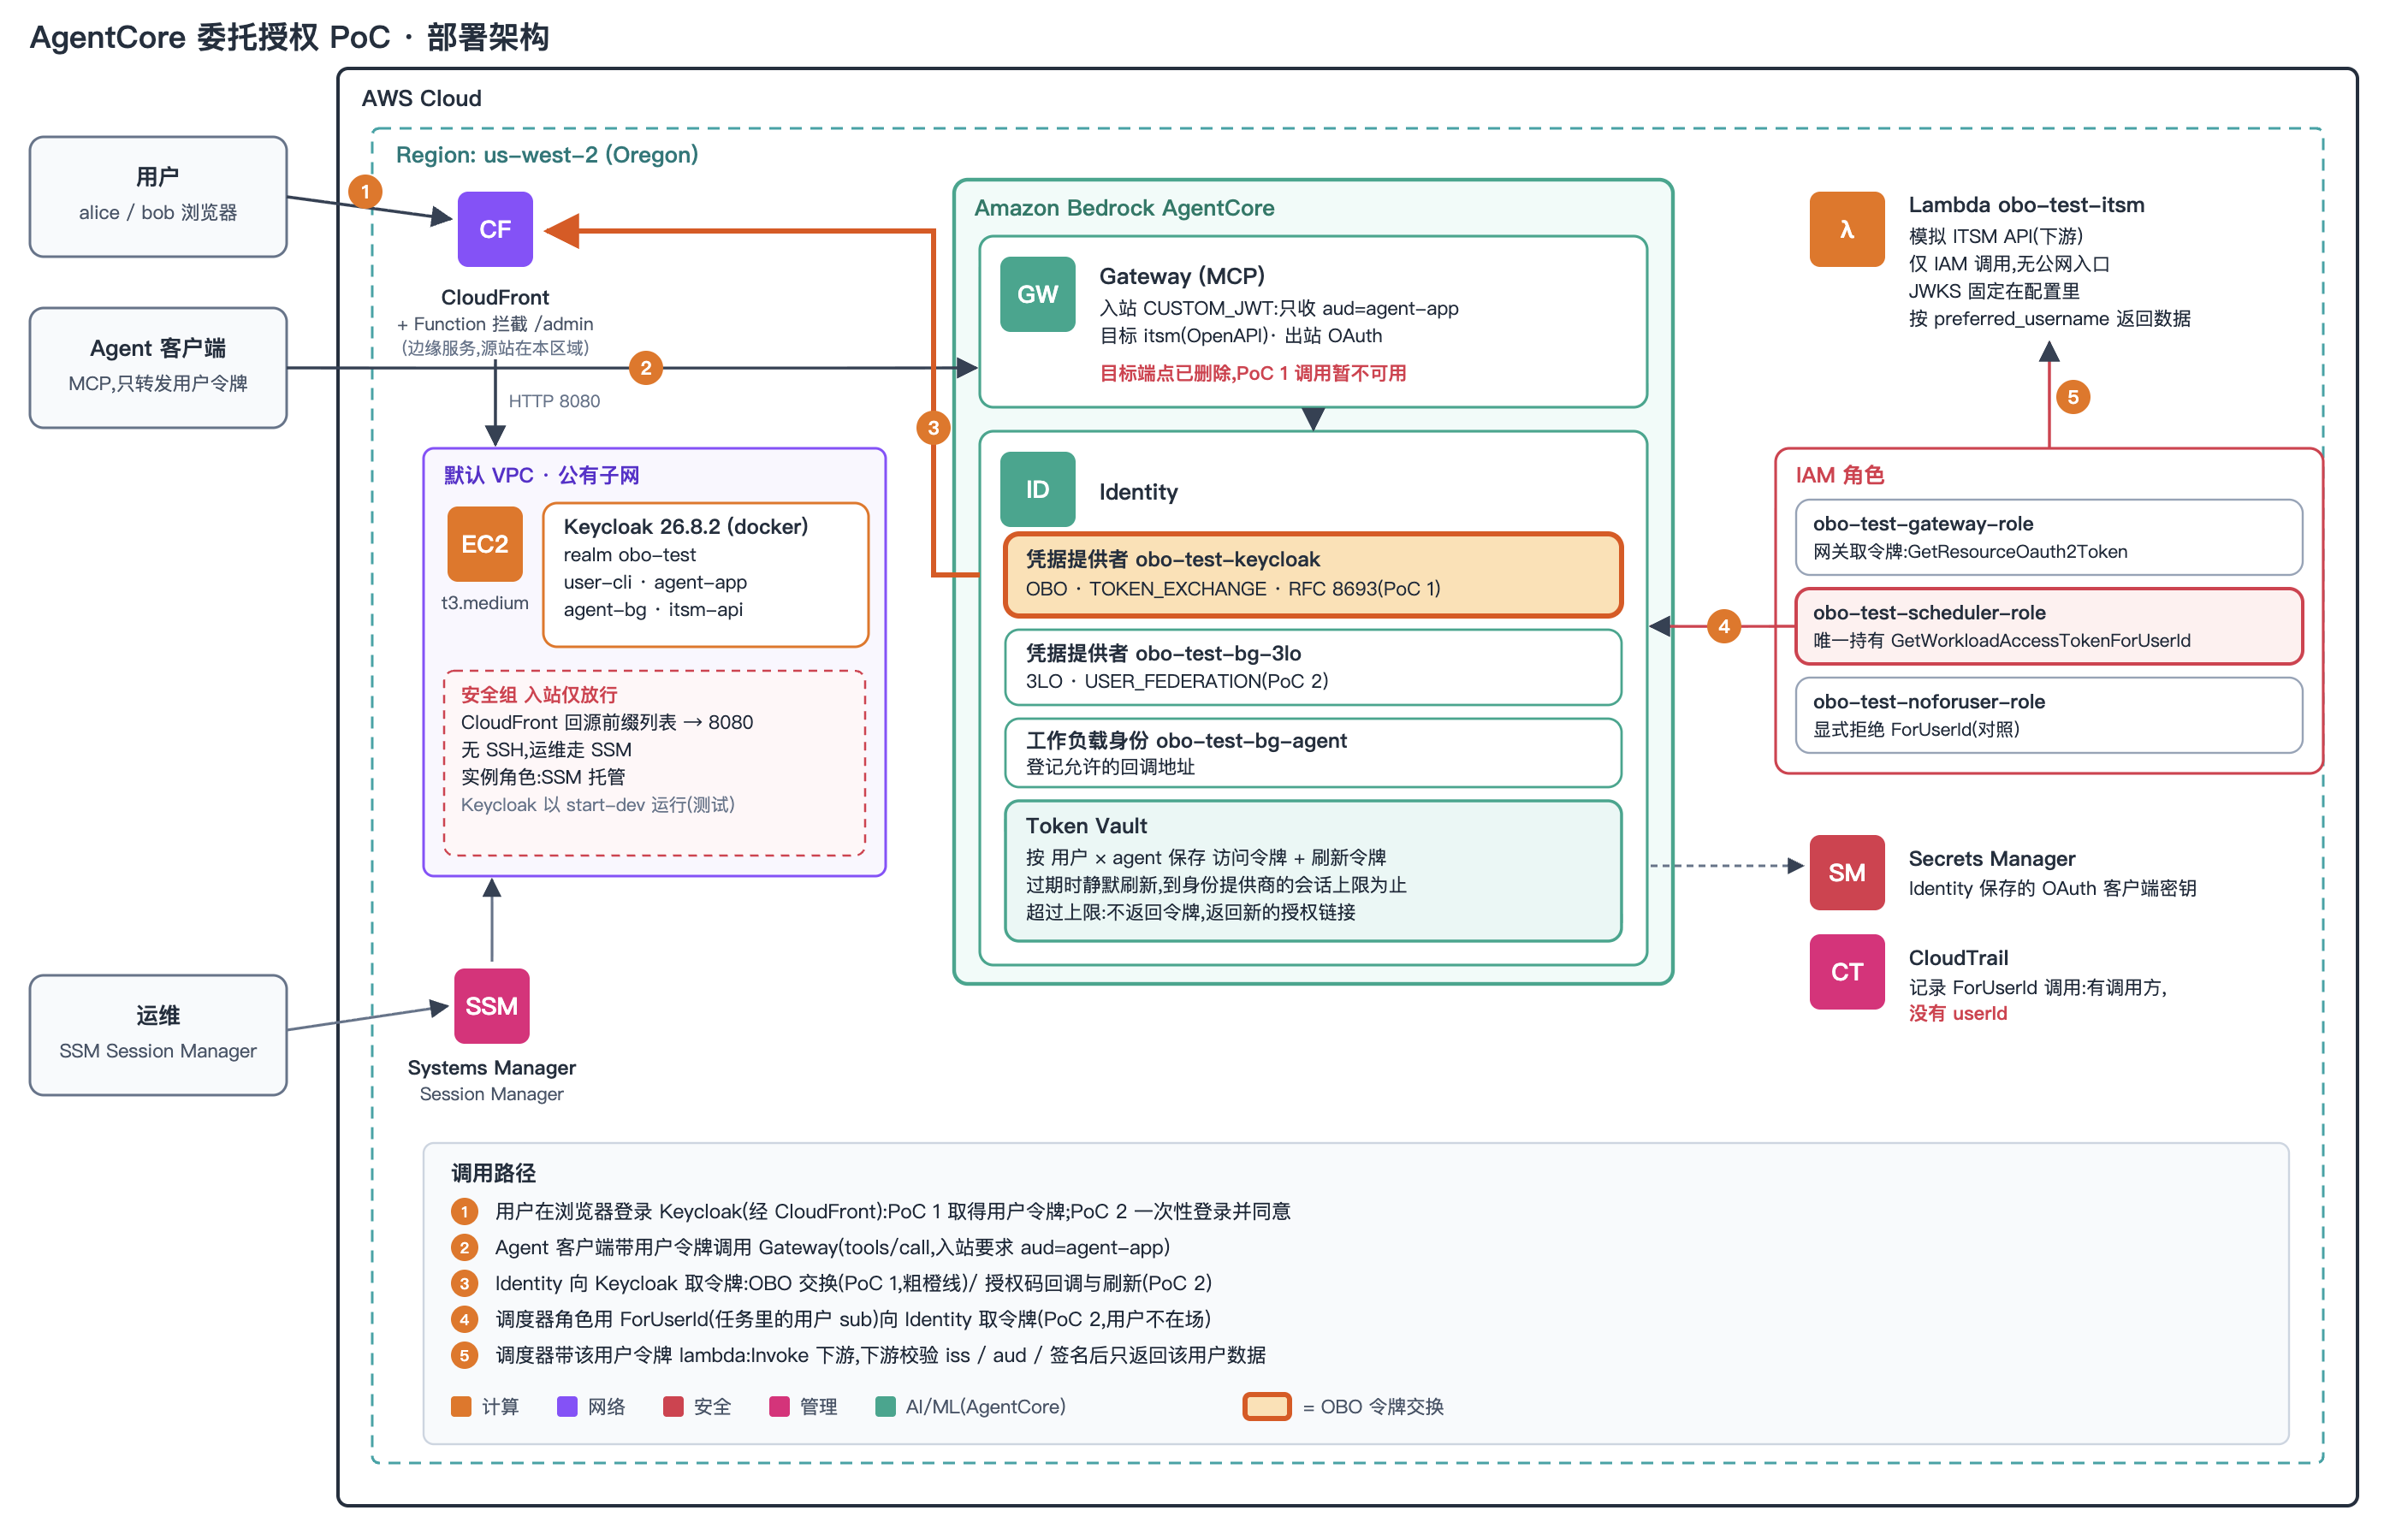 AgentCore 委托授权 PoC · 部署架构
AWS Cloud
Region: us-west-2 (Oregon)
用户
alice / bob 浏览器
Agent 客户端
MCP,只转发用户令牌
运维
SSM Session Manager
1
CF
CloudFront
+ Function 拦截 /admin
(边缘服务,源站在本区域)
2
HTTP 8080
3
默认 VPC · 公有子网
EC2
t3.medium
Keycloak 26.8.2 (docker)
realm obo-test
user-cli · agent-app
agent-bg · itsm-api
安全组 入站仅放行
CloudFront 回源前缀列表 → 8080
无 SSH,运维走 SSM
实例角色:SSM 托管
Keycloak 以 start-dev 运行(测试)
SSM
Systems Manager
Session Manager
Amazon Bedrock AgentCore
GW
Gateway (MCP)
入站 CUSTOM_JWT:只收 aud=agent-app
目标 itsm(OpenAPI)· 出站 OAuth
目标端点已删除,PoC 1 调用暂不可用
ID
Identity
凭据提供者 obo-test-keycloak
OBO · TOKEN_EXCHANGE · RFC 8693(PoC 1)
凭据提供者 obo-test-bg-3lo
3LO · USER_FEDERATION(PoC 2)
工作负载身份 obo-test-bg-agent
登记允许的回调地址
Token Vault
按 用户 × agent 保存 访问令牌 + 刷新令牌
过期时静默刷新,到身份提供商的会话上限为止
超过上限:不返回令牌,返回新的授权链接
λ
Lambda obo-test-itsm
模拟 ITSM API(下游)
仅 IAM 调用,无公网入口
JWKS 固定在配置里
按 preferred_username 返回数据
5
IAM 角色
obo-test-gateway-role
网关取令牌:GetResourceOauth2Token
4
obo-test-scheduler-role
唯一持有 GetWorkloadAccessTokenForUserId
obo-test-noforuser-role
显式拒绝 ForUserId(对照)
SM
Secrets Manager
Identity 保存的 OAuth 客户端密钥
CT
CloudTrail
记录 ForUserId 调用:有调用方,
没有 userId
调用路径
1 用户在浏览器登录 Keycloak(经 CloudFront):PoC 1 取得用户令牌;PoC 2 一次性登录并同意
2 Agent 客户端带用户令牌调用 Gateway(tools/call,入站要求 aud=agent-app)
3 Identity 向 Keycloak 取令牌:OBO 交换(PoC 1,粗橙线)/ 授权码回调与刷新(PoC 2)
4 调度器角色用 ForUserId(任务里的用户 sub)向 Identity 取令牌(PoC 2,用户不在场)
5 调度器带该用户令牌 lambda:Invoke 下游,下游校验 iss / aud / 签名后只返回该用户数据
计算 网络 安全 管理 AI/ML(AgentCore) = OBO 令牌交换